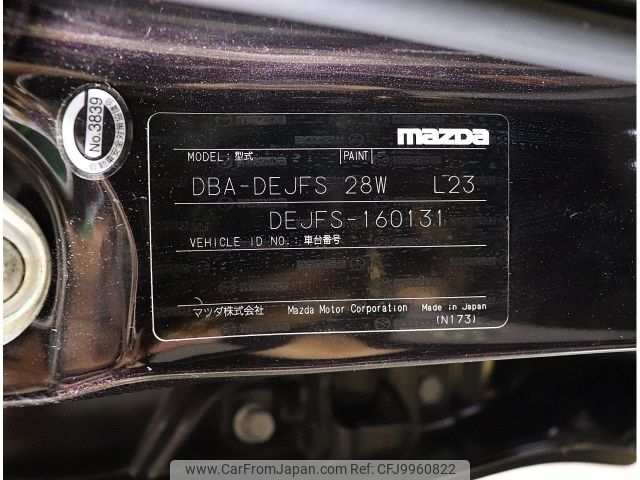 No.3839
mazda
MODEL:型式 PAINT
DBA-DEJFS 28W L23
DEJFS-160131
VEHICLE ID NO.:車台番号
マツダ株式会社 Mazda Motor Corporation Made in Japan
(N173)
www.CarFromJapan.com | CFJ9960822